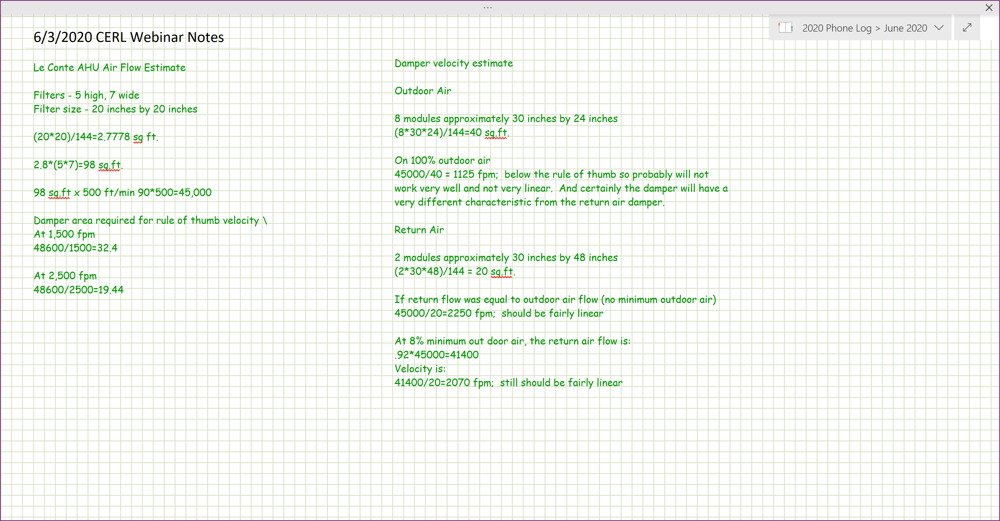 ...
2020 Phone Log > June 2020
6/3/2020 CERL Webinar Notes
Le Conte AHU Air Flow Estimate
Filters - 5 high, 7 wide
Filter size - 20 inches by 20 inches
(20*20)/144=2.7778 sq ft.
2.8*(5*7)=98 sq.ft.
98 sq.ft x 500 ft/min 90*500=45,000
Damper area required for rule of thumb velocity \
At 1,500 fpm
48600/1500=32.4
At 2,500 fpm
48600/2500=19.44
Damper velocity estimate
Outdoor Air
8 modules approximately 30 inches by 24 inches
(8*30*24)/144=40 sq.ft.
On 100% outdoor air
45000/40 = 1125 fpm;  below the rule of thumb so probably will not
work very well and not very linear.  And certainly the damper will have a
very different characteristic from the return air damper.
Return Air
2 modules approximately 30 inches by 48 inches
(2*30*48)/144 = 20 sq.ft.
If return flow was equal to outdoor air flow (no minimum outdoor air)
45000/20=2250 fpm;  should be fairly linear
At 8% minimum out door air, the return air flow is:
.92*45000=41400
Velocity is:
41400/20=2070 fpm;  still should be fairly linear